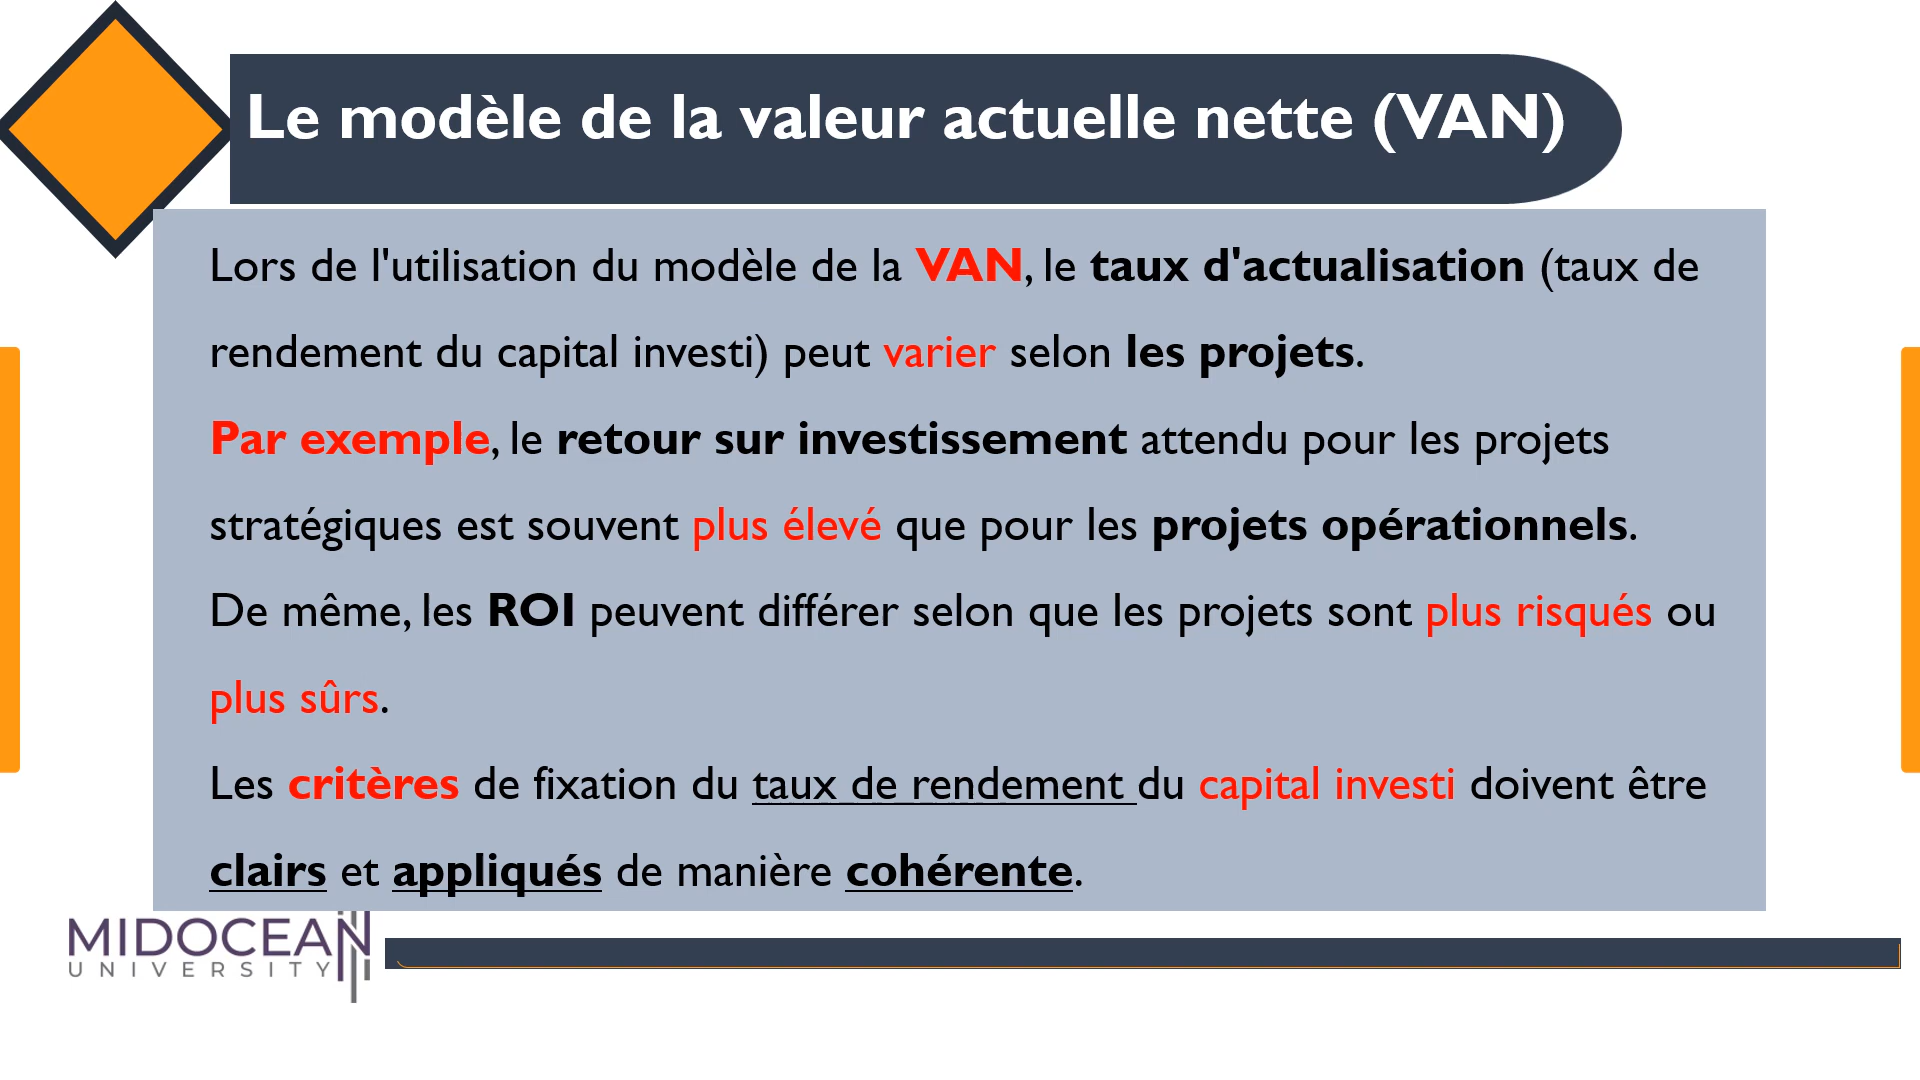 Le modèle de la valeur actuelle nette (VAN)
Lors de l'utilisation du modèle de la VAN, le taux d'actualisation (taux de
rendement du capital investi) peut varier selon les projets.
Par exemple, le retour sur investissement attendu pour les projets
stratégiques est souvent plus élevé que pour les projets opérationnels.
De même, les ROI peuvent différer selon que les projets sont plus risqués ou
plus sûrs.
Les critères de fixation du taux de rendement du capital investi doivent être
clairs et appliqués de manière cohérente.
MIDOCEAN
UNIVERSITY